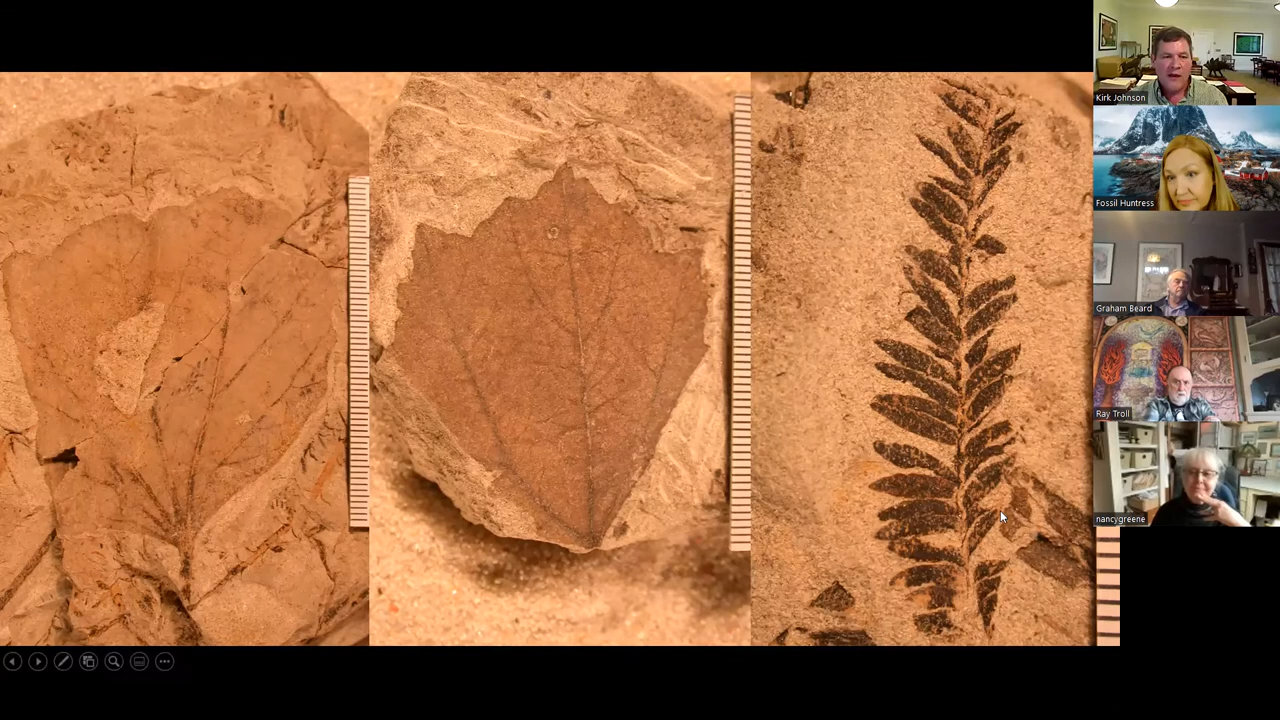 Kirk Johnson
Fossil Huntress
Graham Beard
Ray Troll
nancygreene